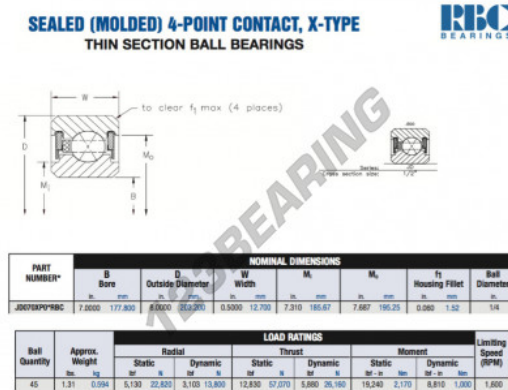 SEALED (MOLDED) 4-POINT CONTACT, X-TYPE
THIN SECTION BALL BEARINGS
RBC
BEARINGS
W
to clear f1 max (4 places)
D
Mi
B
Mo
Series:
Cross section size: 1/2"
123BEARING
PART NUMBER*
NOMINAL DIMENSIONS
B Bore
D Outside Diameter
W Width
Mi
Mo
f1 Housing Fillet
Ball Diameter
in. mm in. mm in. mm in. mm in. mm in. mm in.
JD070XP0*RBC 7.0000 177.800 8.0000 203.200 0.5000 12.700 7.310 185.67 7.687 195.25 0.060 1.52 1/4
LOAD RATINGS
Ball Quantity
Approx. Weight
Radial
Thrust
Moment
Limiting Speed (RPM)
Static Dynamic Static Dynamic Static Dynamic
lbs. kg lbf N lbf N lbf N lbf N lbf - in Nm lbf - in Nm
45 1.31 0.594 5,130 22,820 3,103 13,800 12,830 57,070 5,880 26,160 19,240 2,170 8,810 1,000 1,600